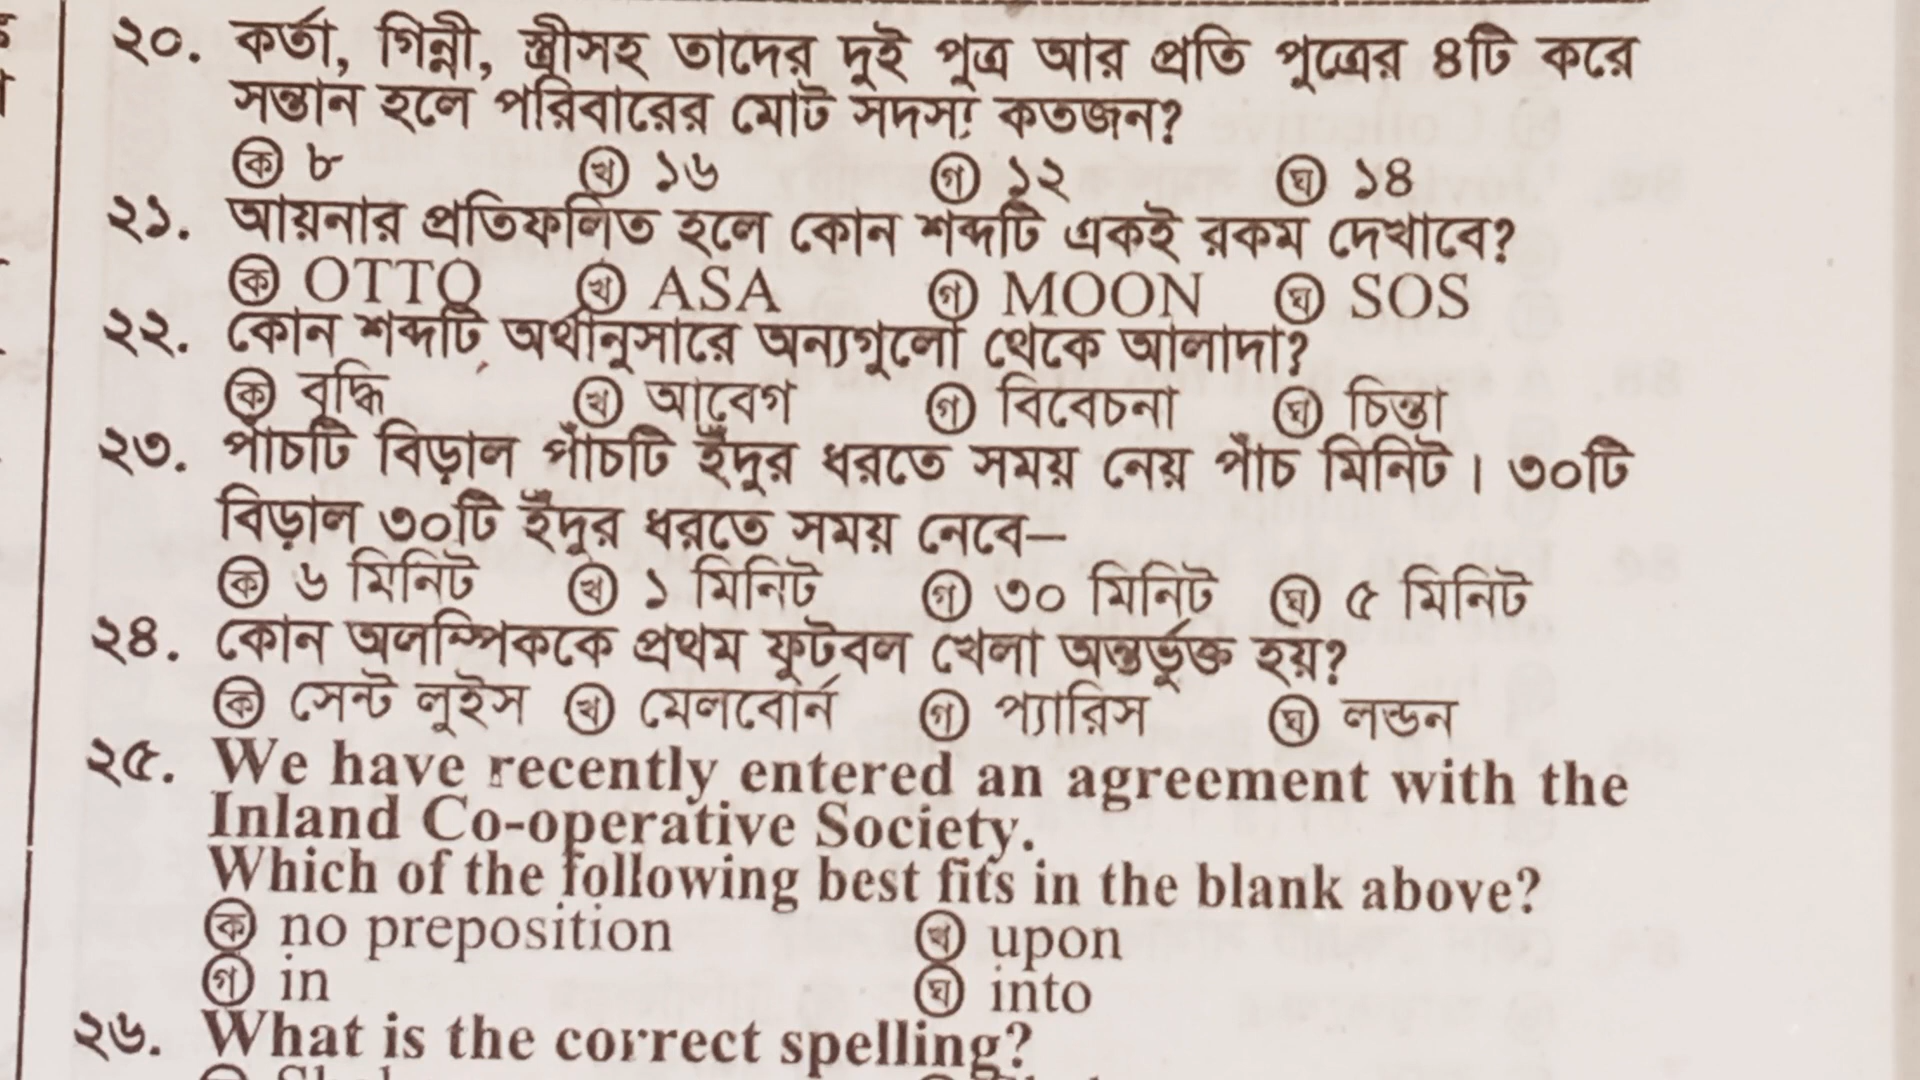 ২০. কর্তা, গিন্নী, স্ত্রীসহ তাদের দুই পুত্র আর প্রতি পুত্রের ৪টি করে
সন্তান হলে পরিবারের মোট সদস্য কতজন?
ক ৮ খ ১৬ গ ১২ ঘ ১৪
২১. আয়নার প্রতিফলিত হলে কোন শব্দটি একই রকম দেখাবে?
ক OTTO খ ASA গ MOON ঘ SOS
২২. কোন শব্দটি অর্থানুসারে অন্যগুলো থেকে আলাদা?
ক বুদ্ধি খ আবেগ গ বিবেচনা ঘ চিন্তা
২৩. পাঁচটি বিড়াল পাঁচটি ইঁদুর ধরতে সময় নেয় পাঁচ মিনিট। ৩০টি
বিড়াল ৩০টি ইঁদুর ধরতে সময় নেবে—
ক ৬ মিনিট খ ১ মিনিট গ ৩০ মিনিট ঘ ৫ মিনিট
২৪. কোন অলম্পিককে প্রথম ফুটবল খেলা অন্তর্ভুক্ত হয়?
ক সেন্ট লুইস খ মেলবোর্ন গ প্যারিস ঘ লন্ডন
২৫. We have recently entered an agreement with the
Inland Co-operative Society.
Which of the following best fits in the blank above?
ক no preposition খ upon
গ in ঘ into
২৬. What is the correct spelling?